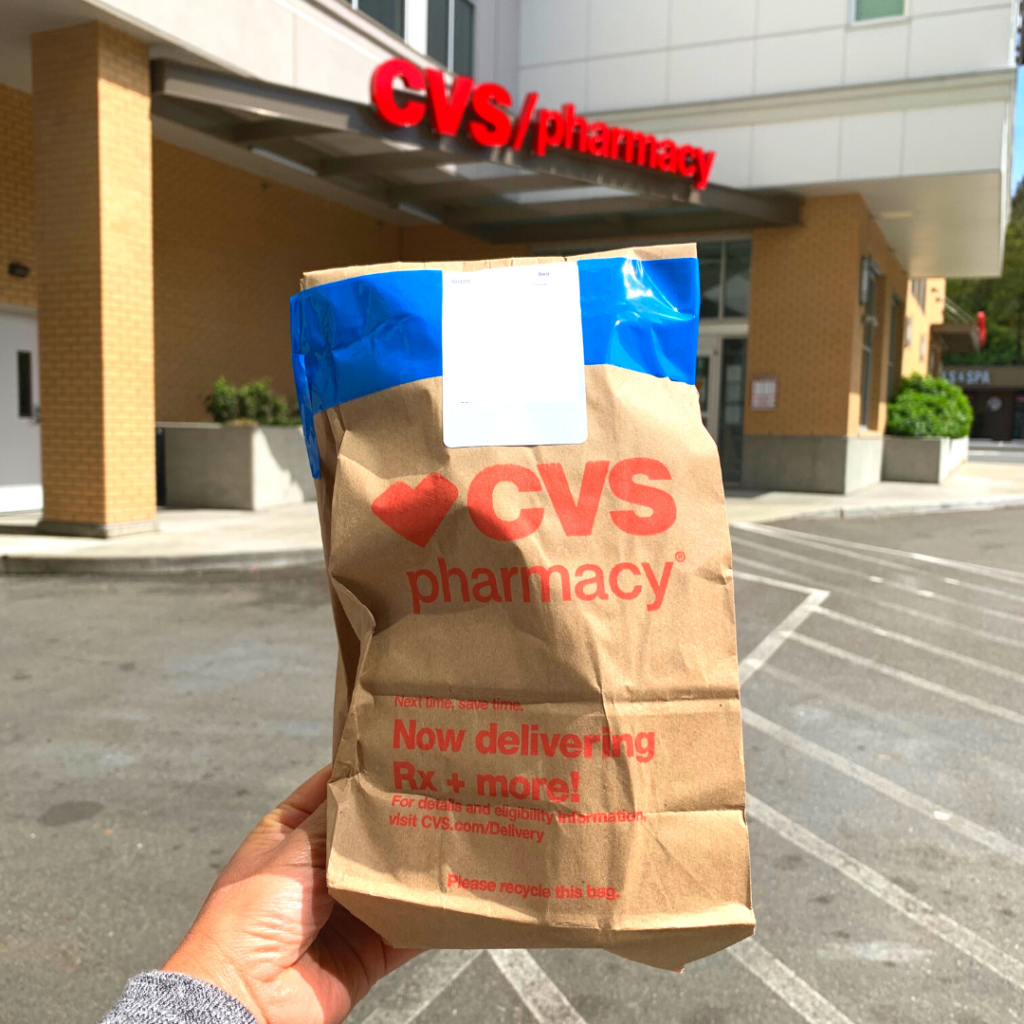 CVS/pharmacy
CVS
pharmacy®
Next time, save time.
Now delivering
Rx + more!
For details and eligibility information,
visit CVS.com/Delivery
Please recycle this bag.
SPA